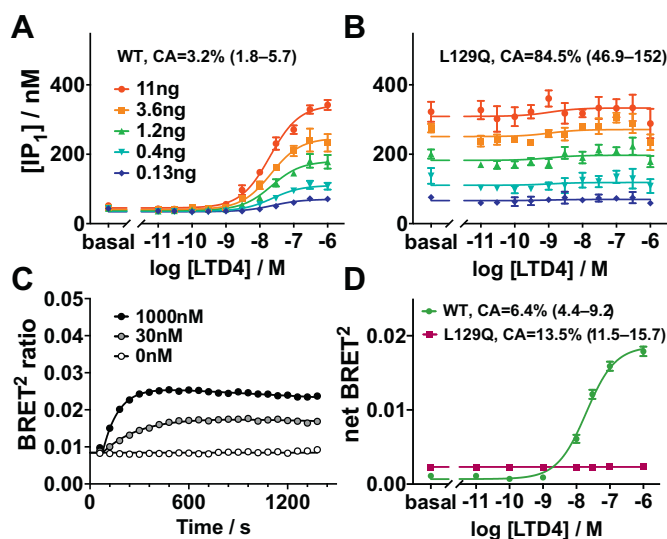 A
WT, CA=3.2% (1.8–5.7)
[IP1] / nM
400
200
0
11ng
3.6ng
1.2ng
0.4ng
0.13ng
basal -11 -10 -9 -8 -7 -6
log [LTD4] / M
B
L129Q, CA=84.5% (46.9–152)
400
200
0
basal -11 -10 -9 -8 -7 -6
log [LTD4] / M
C
BRET² ratio
0.05
0.04
0.03
0.02
0.01
0.00
1000nM
30nM
0nM
0 600 1200
Time / s
D
WT, CA=6.4% (4.4–9.2)
L129Q, CA=13.5% (11.5–15.7)
net BRET²
0.02
0.01
0.00
basal -11 -10 -9 -8 -7 -6
log [LTD4] / M